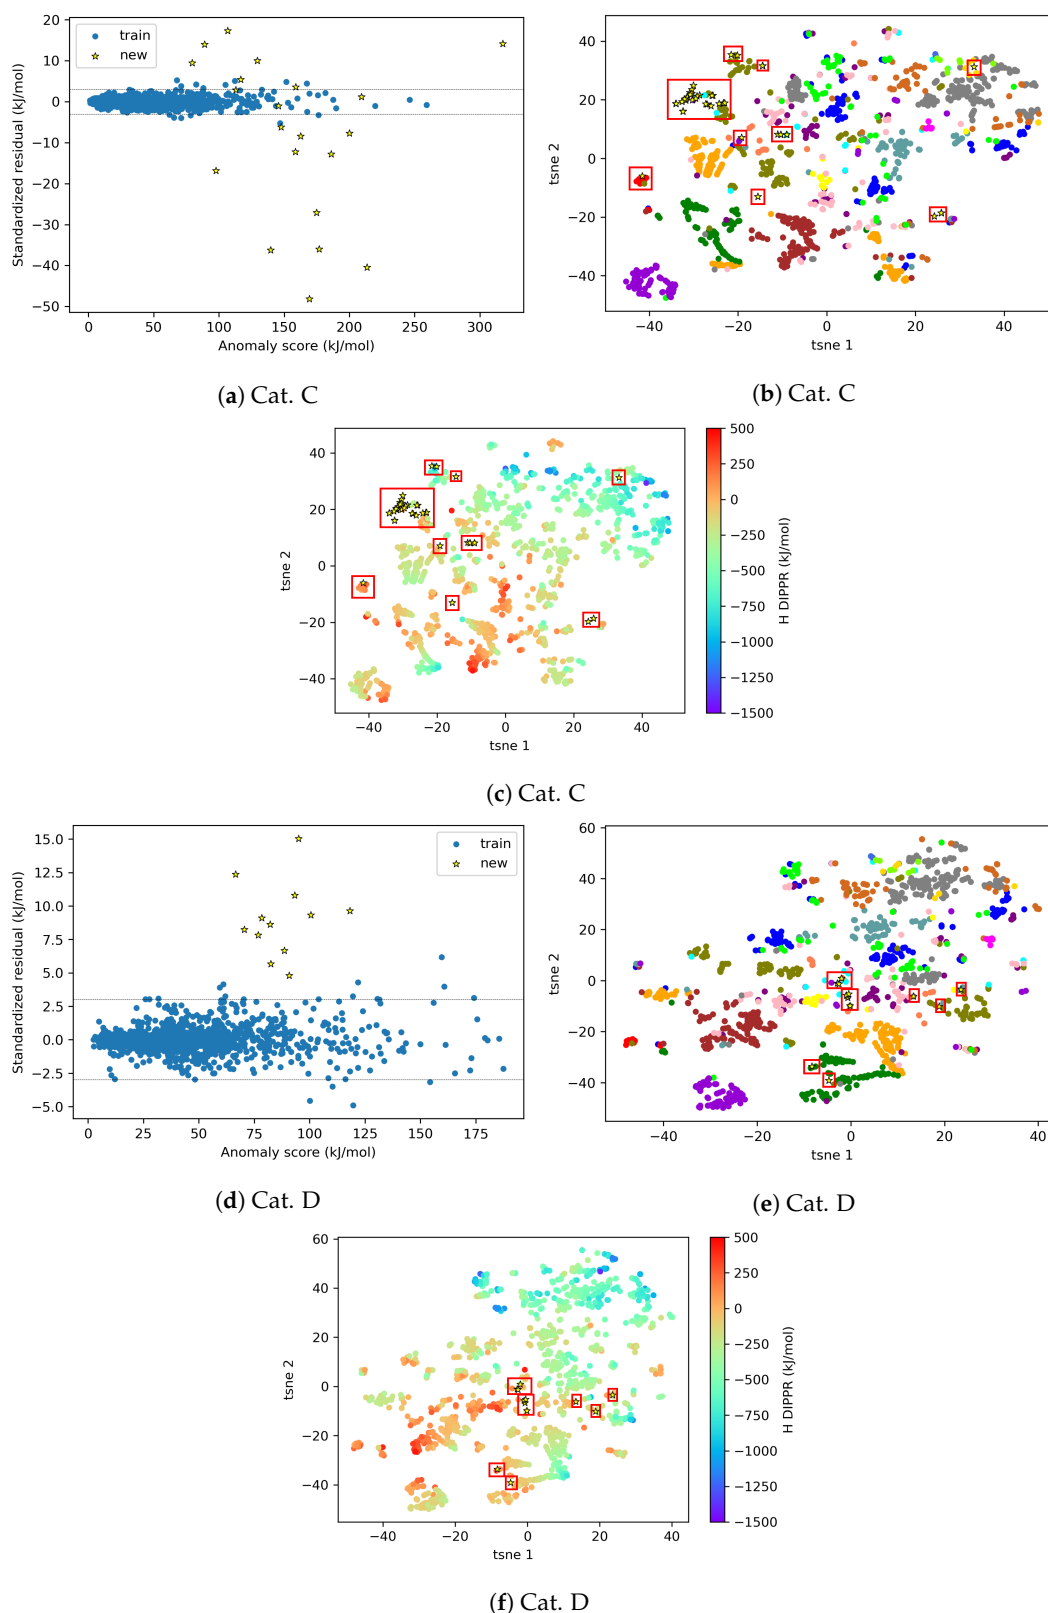 20
10
0
−10
−20
−30
−40
−50
0 50 100 150 200 250 300
Standardized residual (kJ/mol)
Anomaly score (kJ/mol)
train
new
(a) Cat. C
40
20
0
−20
−40
−40 −20 0 20 40
tsne 2
tsne 1
(b) Cat. C
40
20
0
−20
−40
−40 −20 0 20 40
tsne 2
tsne 1
500
250
0
−250
−500
−750
−1000
−1250
−1500
H DIPPR (kJ/mol)
(c) Cat. C
15.0
12.5
10.0
7.5
5.0
2.5
0.0
−2.5
−5.0
0 25 50 75 100 125 150 175
Standardized residual (kJ/mol)
Anomaly score (kJ/mol)
train
new
(d) Cat. D
60
40
20
0
−20
−40
−40 −20 0 20 40
tsne 2
tsne 1
(e) Cat. D
60
40
20
0
−20
−40
−40 −20 0 20 40
tsne 2
tsne 1
500
250
0
−250
−500
−750
−1000
−1250
−1500
H DIPPR (kJ/mol)
(f) Cat. D